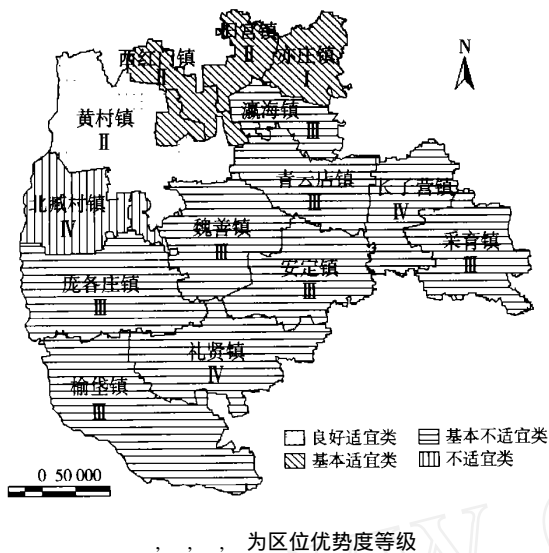 旧宫镇
Ⅱ
亦庄镇
Ⅰ
西红门镇
Ⅱ
N
黄村镇
Ⅱ
瀛海镇
Ⅲ
青云店镇
Ⅲ
长子营镇
Ⅳ
北臧村镇
Ⅳ
魏善镇
Ⅲ
采育镇
Ⅲ
安定镇
Ⅲ
庞各庄镇
Ⅲ
礼贤镇
Ⅳ
榆垡镇
Ⅲ
良好适宜类 基本不适宜类
基本适宜类 不适宜类
0 50 000
, , , 为区位优势度等级